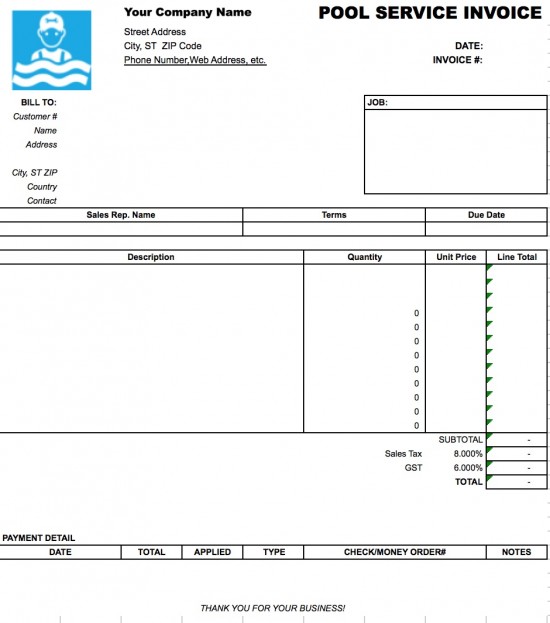 Your Company Name
POOL SERVICE INVOICE
Street Address
City, ST  ZIP Code
DATE:
Phone Number,Web Address, etc.
INVOICE #:
BILL TO:
JOB:
Customer #
Name
Address
City, ST ZIP
Country
Contact
Sales Rep. Name
Terms
Due Date
Description
Quantity
Unit Price
Line Total
0
0
0
0
0
0
0
0
0
SUBTOTAL -
Sales Tax 8.000% -
GST 6.000% -
TOTAL -
PAYMENT DETAIL
DATE
TOTAL
APPLIED
TYPE
CHECK/MONEY ORDER#
NOTES
THANK YOU FOR YOUR BUSINESS!